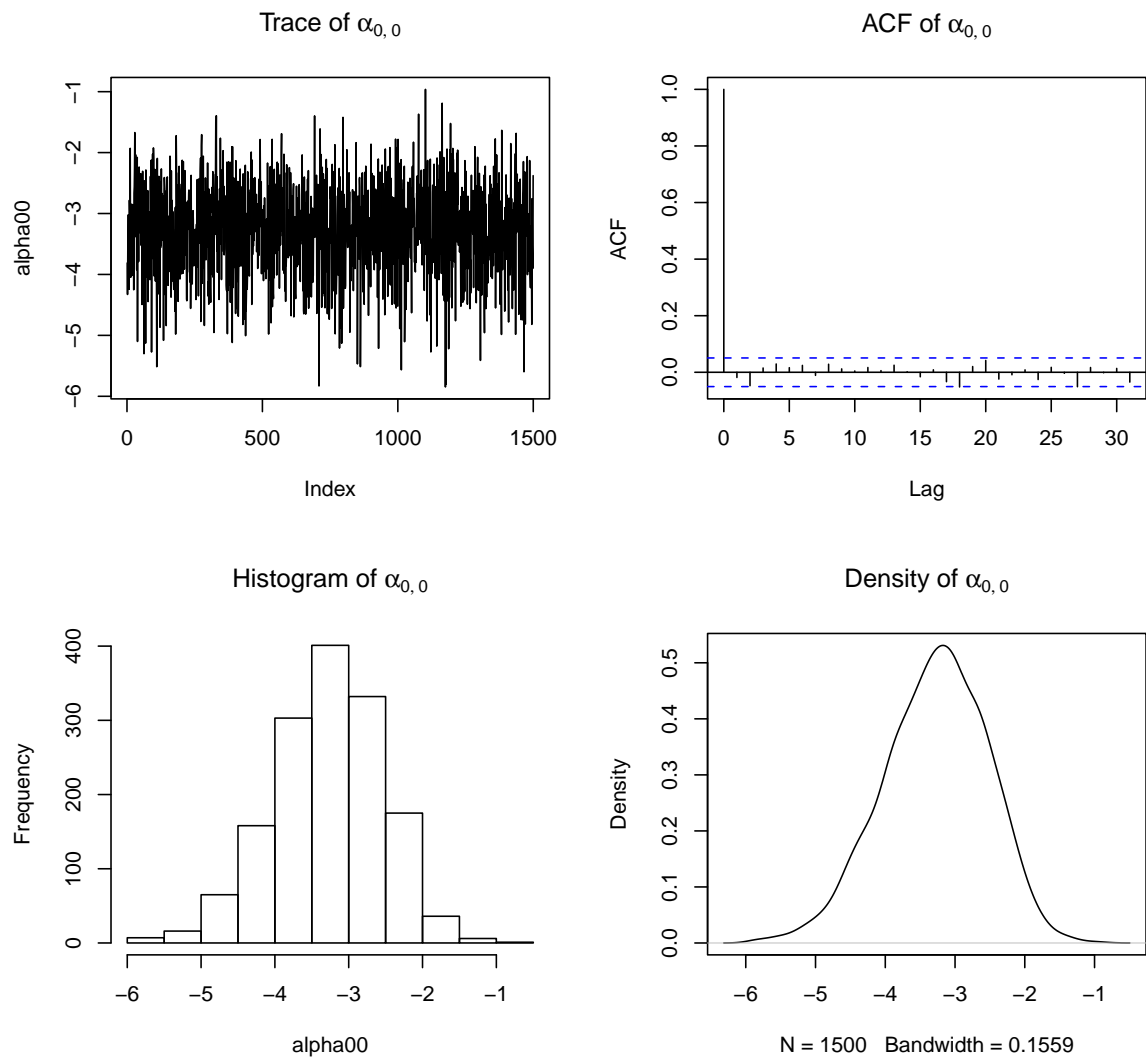 Trace of α0, 0
alpha00
−1
−2
−3
−4
−5
−6
0 500 1000 1500
Index
ACF of α0, 0
ACF
1.0
0.8
0.6
0.4
0.2
0.0
0 5 10 15 20 25 30
Lag
Histogram of α0, 0
Frequency
400
300
200
100
0
−6 −5 −4 −3 −2 −1
alpha00
Density of α0, 0
Density
0.5
0.4
0.3
0.2
0.1
0.0
−6 −5 −4 −3 −2 −1
N = 1500 Bandwidth = 0.1559